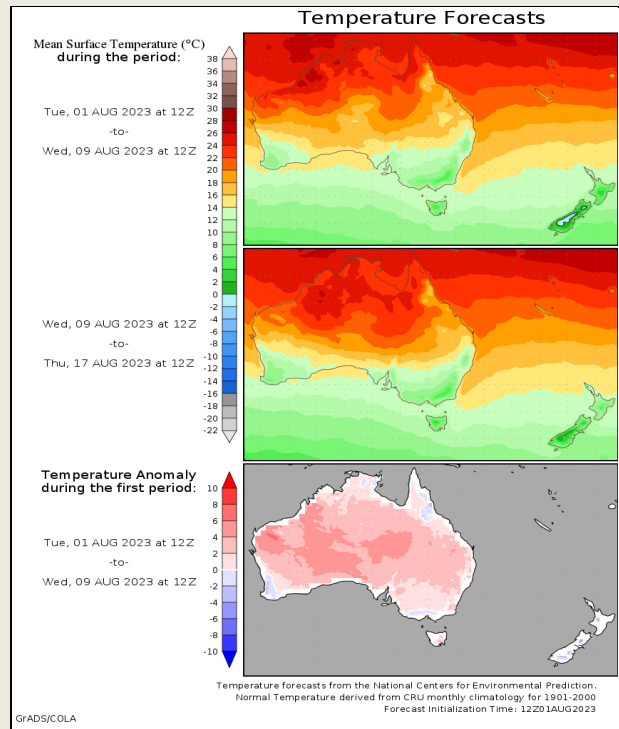 Temperature Forecasts
Mean Surface Temperature (°C)
during the period:
Tue, 01 AUG 2023 at 12Z
-to-
Wed, 09 AUG 2023 at 12Z
38
36
34
32
30
28
26
24
22
20
18
16
14
12
10
8
6
4
2
0
-2
-4
-6
-8
-10
-12
-14
-16
-18
-20
-22
Wed, 09 AUG 2023 at 12Z
-to-
Thu, 17 AUG 2023 at 12Z
Temperature Anomaly
during the first period:
Tue, 01 AUG 2023 at 12Z
-to-
Wed, 09 AUG 2023 at 12Z
10
8
6
4
2
0
-2
-4
-6
-8
-10
Temperature forecasts from the National Centers for Environmental Prediction.
Normal Temperature derived from CRU monthly climatology for 1901-2000
Forecast Initialization Time: 12Z01AUG2023
GrADS/COLA